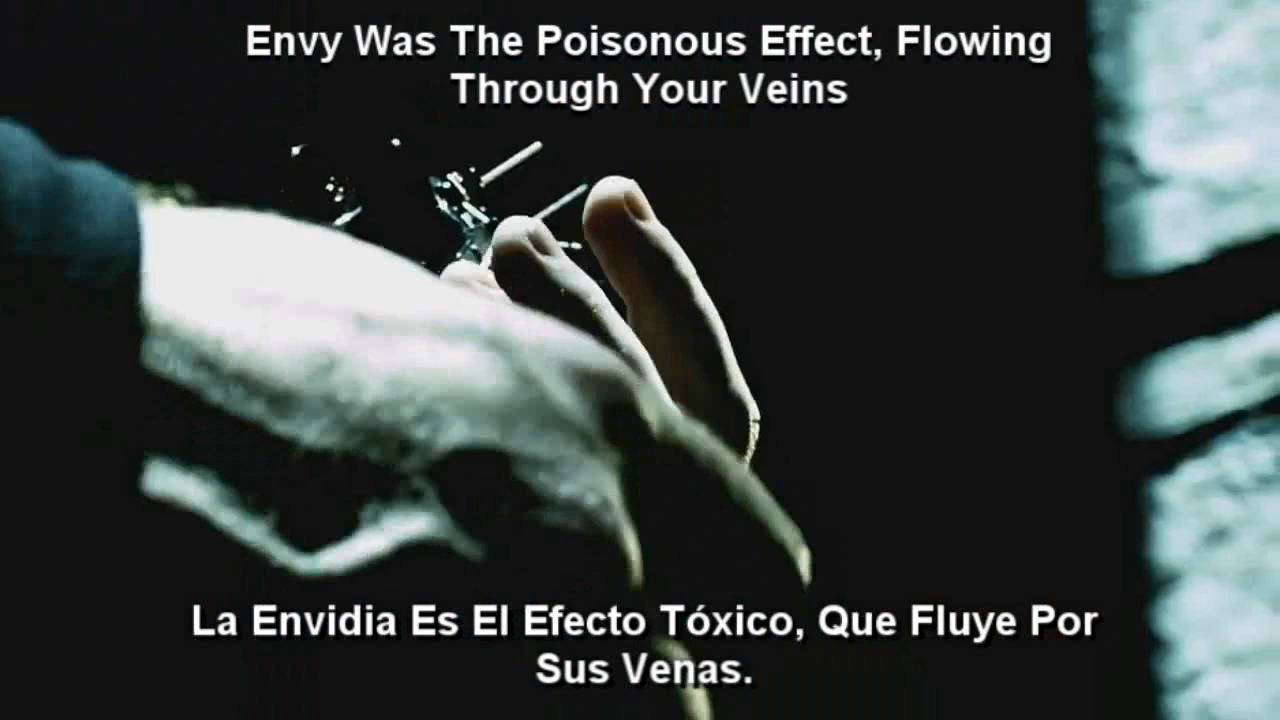 Envy Was The Poisonous Effect, Flowing
Through Your Veins
La Envidia Es El Efecto Tóxico, Que Fluye Por
Sus Venas.